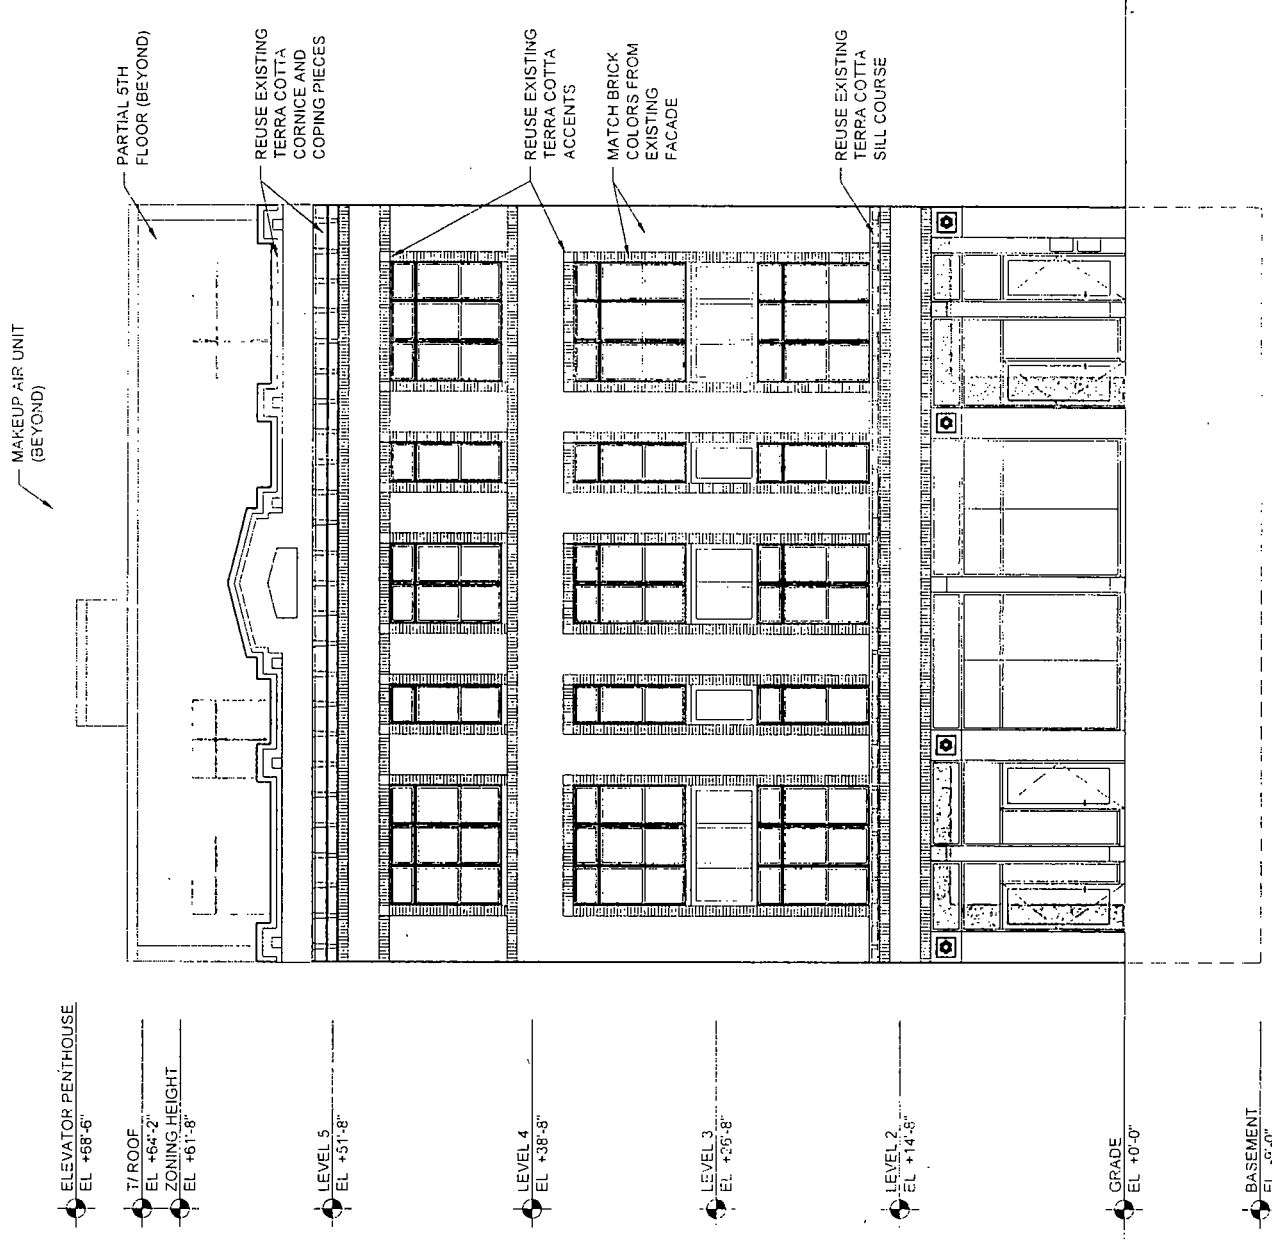 MAKEUP AIR UNIT
(BEYOND)
PARTIAL 5TH
FLOOR (BEYOND)
REUSE EXISTING
TERRA COTTA
CORNICE AND
COPING PIECES
REUSE EXISTING
TERRA COTTA
ACCENTS
MATCH BRICK
COLORS FROM
EXISTING
FACADE
REUSE EXISTING
TERRA COTTA
SILL COURSE
ELEVATOR PENTHOUSE
EL +68'-6"
T/ ROOF
EL +64'-2"
ZONING HEIGHT
EL +61'-8"
LEVEL 5
EL +51'-8"
LEVEL 4
EL +38'-8"
LEVEL 3
EL +26'-8"
LEVEL 2
EL +14'-8"
GRADE
EL +0'-0"
BASEMENT
EL -9'-0"